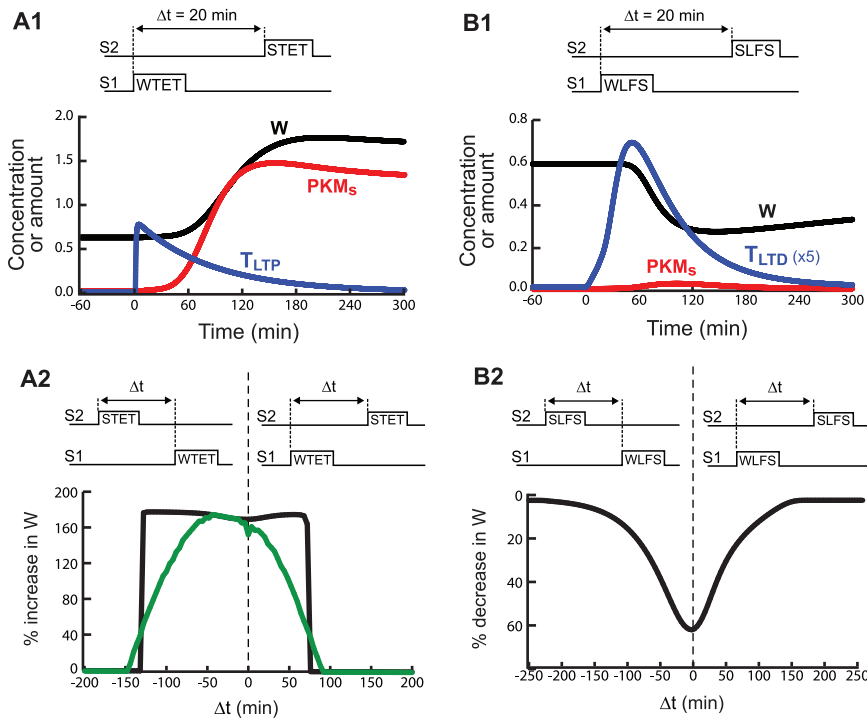 A1
Δt = 20 min
S2
STET
S1
WTET
Concentration
or amount
2.0
1.5
1.0
0.5
0.0
W
PKMs
TLTP
-60
0
60
120
180
240
300
Time (min)
B1
Δt = 20 min
S2
SLFS
S1
WLFS
Concentration
or amount
0.8
0.6
0.4
0.2
0.0
W
TLTD (x5)
PKMs
-60
0
60
120
180
240
300
Time (min)
A2
Δt
Δt
S2
STET
S2
STET
S1
WTET
S1
WTET
% increase in W
200
160
120
80
40
0
-200
-150
-100
-50
0
50
100
150
200
Δt (min)
B2
Δt
Δt
S2
SLFS
S2
SLFS
S1
WLFS
S1
WLFS
% decrease in W
0
20
40
60
-250
-200
-150
-100
-50
0
50
100
150
200
250
Δt (min)